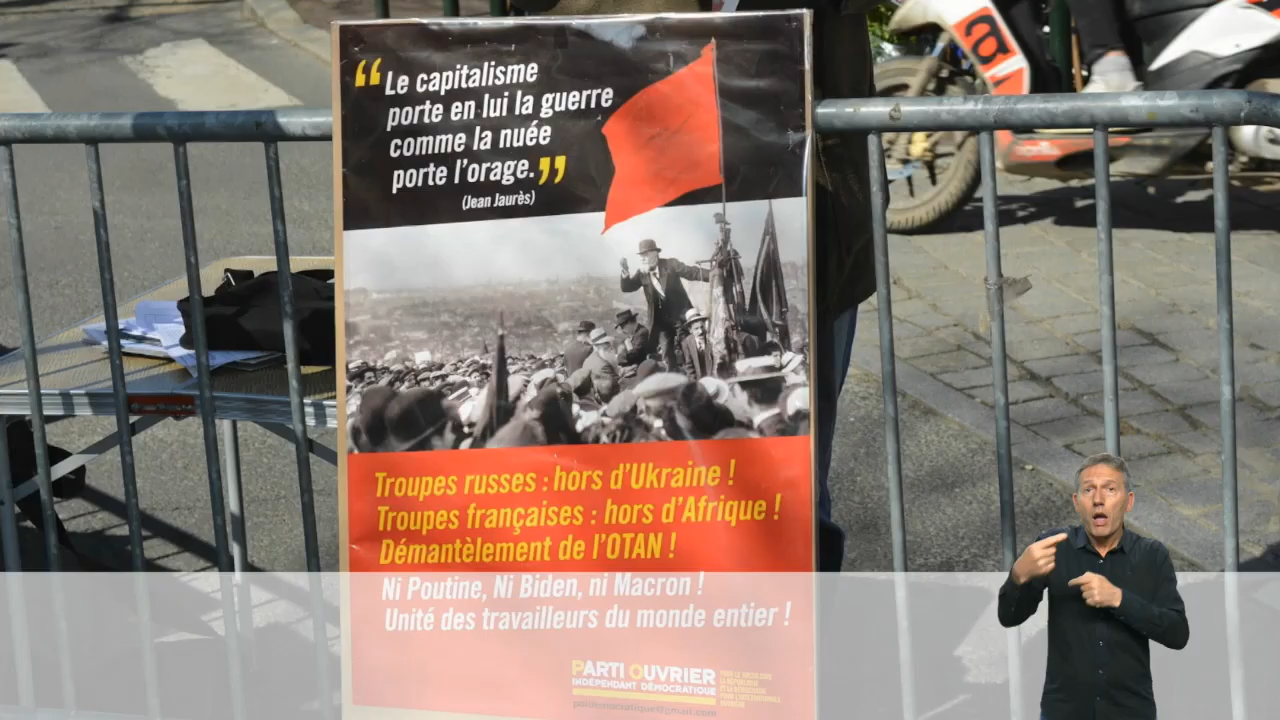 “Le capitalisme
porte en lui la guerre
comme la nuée
porte l’orage.”
(Jean Jaurès)
Troupes russes : hors d’Ukraine !
Troupes françaises : hors d’Afrique !
Démantèlement de l’OTAN !
Ni Poutine, Ni Biden, ni Macron !
Unité des travailleurs du monde entier !
PARTI OUVRIER
INDÉPENDANT DÉMOCRATIQUE